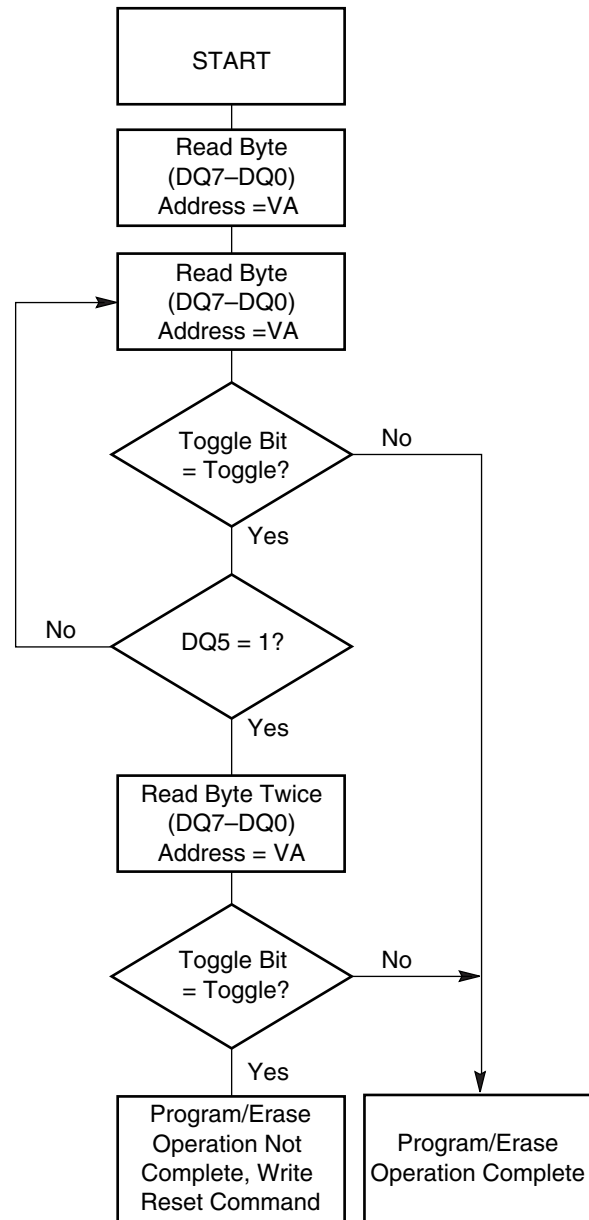 START
Read Byte
(DQ7–DQ0)
Address =VA
Read Byte
(DQ7–DQ0)
Address =VA
Toggle Bit
= Toggle?
No
Yes
DQ5 = 1?
No
Yes
Read Byte Twice
(DQ7–DQ0)
Address = VA
Toggle Bit
= Toggle?
No
Yes
Program/Erase
Operation Not
Complete, Write
Reset Command
Program/Erase
Operation Complete